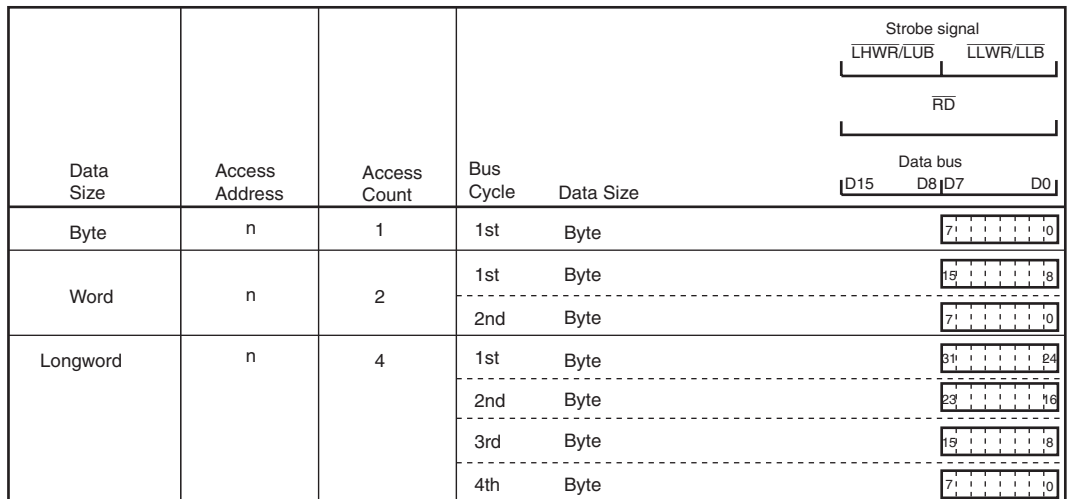 Strobe signal
LHWR/LUB LLWR/LLB
RD
Data Size
Access Address
Access Count
Bus Cycle
Data Size
Data bus
D15 D8 D7 D0
Byte n 1 1st Byte 7 0
Word n 2 1st Byte 15 8
2nd Byte 7 0
Longword n 4 1st Byte 31 24
2nd Byte 23 16
3rd Byte 15 8
4th Byte 7 0